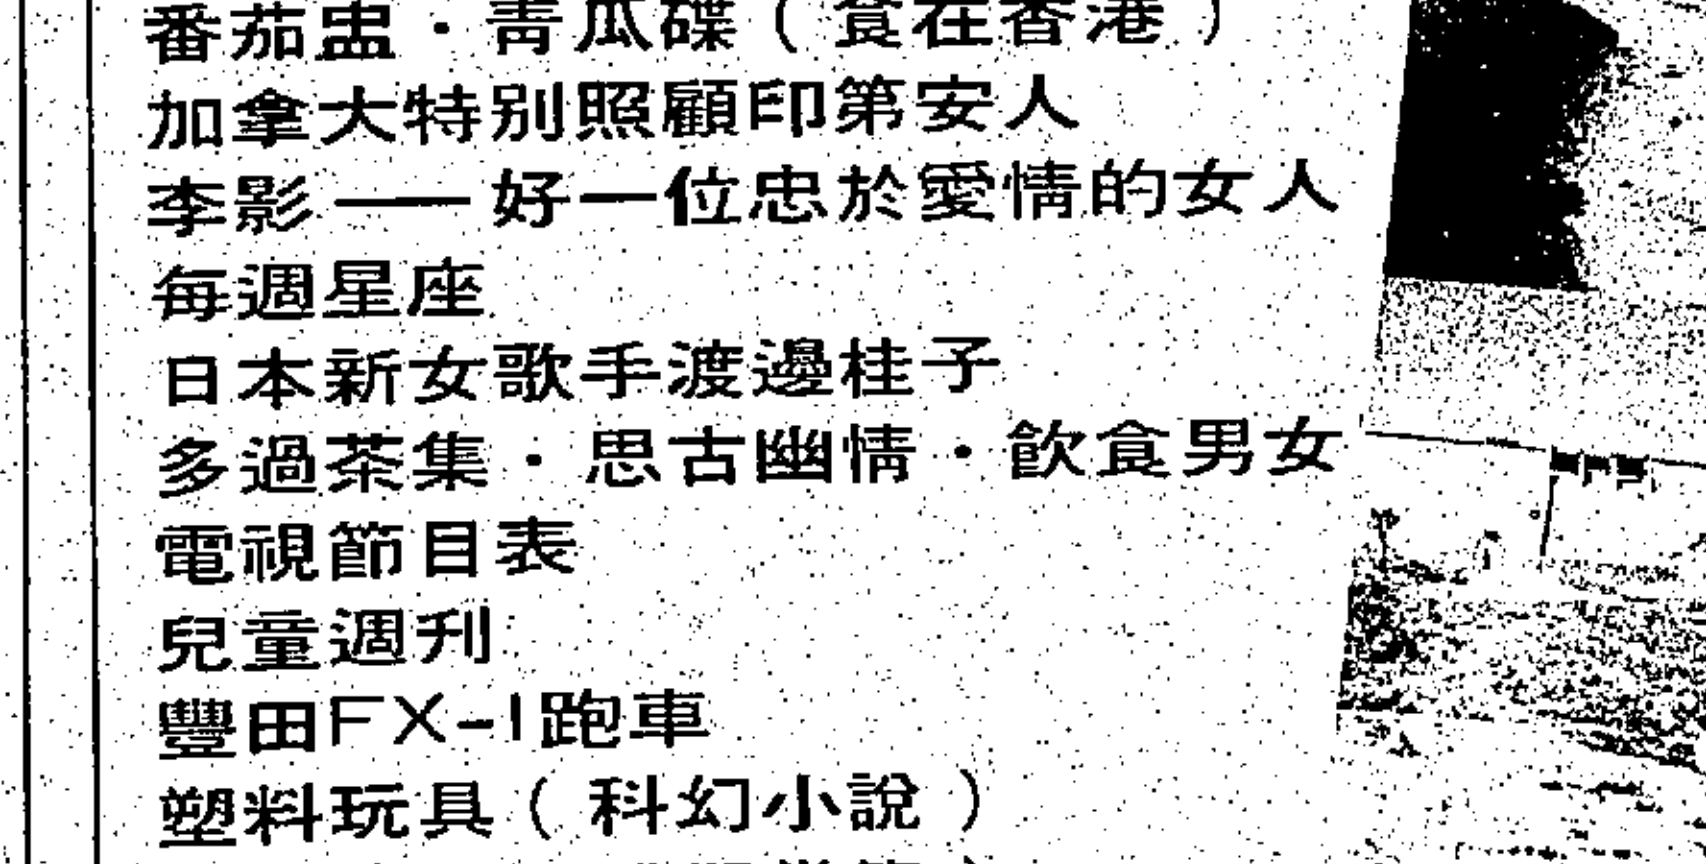 番茄盅・青瓜碟（食在香港）
加拿大特別照顧印第安人
李影——好一位忠於愛情的女人
每週星座
日本新女歌手渡邊桂子
多過茶集・思古幽情・飲食男女
電視節目表
兒童週刋
豐田FX-1跑車
塑料玩具（科幻小說）